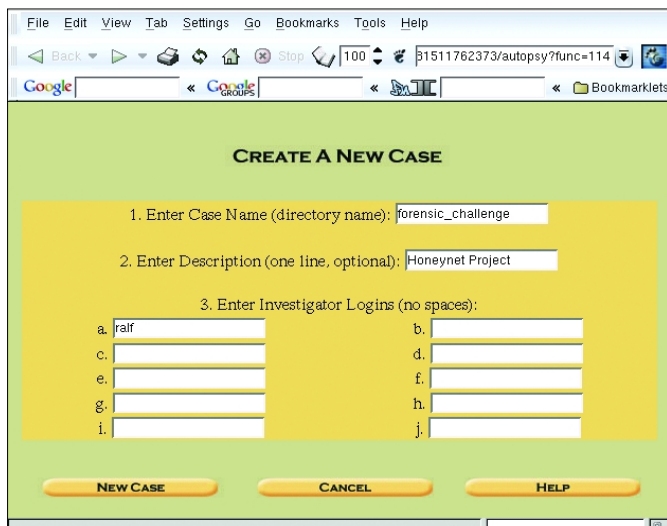 File Edit View Tab Settings Go Bookmarks Tools Help
Back Stop 100 31511762373/autopsy?func=114
Google « Google GROUPS « « Bookmarklets
CREATE A NEW CASE
1. Enter Case Name (directory name): forensic_challenge
2. Enter Description (one line, optional): Honeynet Project
3. Enter Investigator Logins (no spaces):
a. ralf b.
c. d.
e. f.
g. h.
i. j.
NEW CASE CANCEL HELP